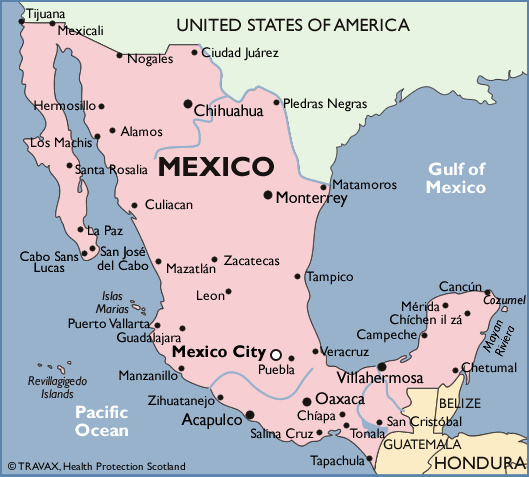 Tijuana
Mexicali
UNITED STATES OF AMERICA
Nogales
Ciudad Juárez
Hermosillo
Chihuahua
Pledras Negras
Los Machis
Alamos
Santa Rosalia
MEXICO
Gulf of
Mexico
Matamoros
Monterrey
Culiacan
La Paz
Cabo Sans
Lucas
San José
del Cabo
Mazatlán
Zacatecas
Tampico
Leon
Islas
Marias
Cancún
Cozumel
Mérida
Chíchen il zá
Mayan
Riviera
Puerto Vallarta
Guadalajara
Campeche
Mexico City
Puebla
Veracruz
Revillagigedo
Islands
Manzanillo
Villahermosa
Chetumal
Zihuatanejo
Oaxaca
BELIZE
Pacific
Ocean
Acapulco
Chíapa
San Cristóbal
Salina Cruz
Tonala
GUATEMALA
Tapachula
HONDURA
© TRAVAX, Health Protection Scotland